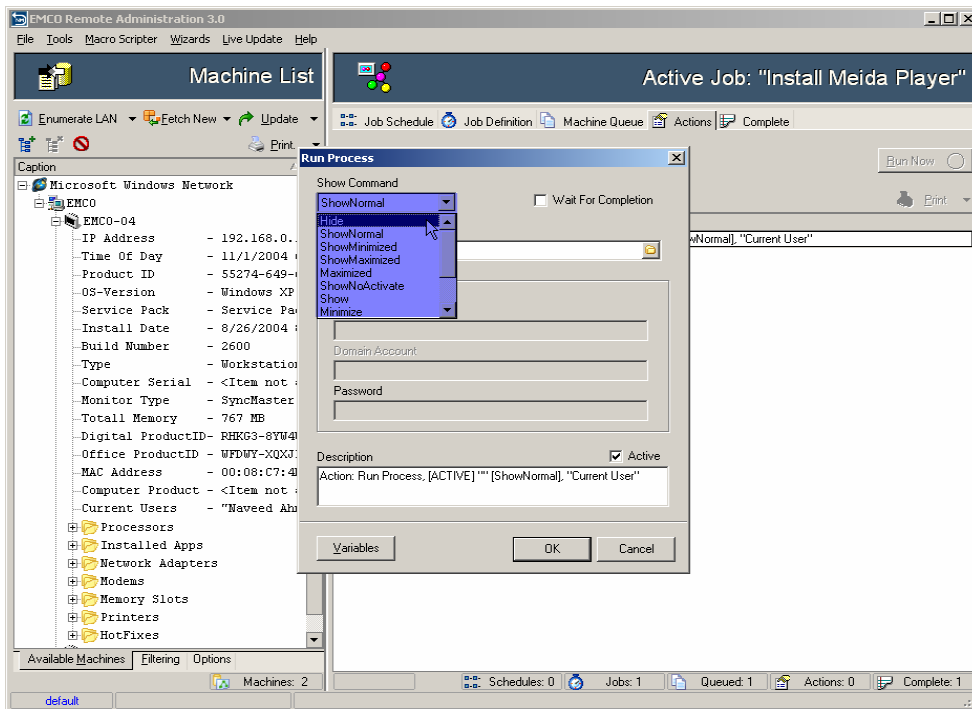 EMCO Remote Administration 3.0
File Tools Macro Scripter Wizards Live Update Help
Machine List
Active Job: "Install Meida Player"
Enumerate LAN Fetch New Update
Job Schedule Job Definition Machine Queue Actions Complete
Print
Run Now
Print
Caption
Microsoft Windows Network
EMCO
EMCO-04
IP Address - 192.168.0.
Time Of Day - 11/1/2004
Product ID - 55274-649-
OS-Version - Windows XP
Service Pack - Service Pa
Install Date - 8/26/2004
Build Number - 2600
Type - Workstation
Computer Serial - <Item not
Monitor Type - SyncMaster
Totall Memory - 767 MB
Digital ProductID- RHKG3-8YW4
Office ProductID - WFDWY-XQXJ
MAC Address - 00:08:C7:4
Computer Product - <Item not
Current Users - "Naveed Ahm
Processors
Installed Apps
Network Adapters
Modems
Memory Slots
Printers
HotFixes
Available Machines Filtering Options
Machines: 2
default
Run Process
Show Command
ShowNormal
Wait For Completion
Hide
ShowNormal
ShowMinimized
ShowMaximized
Maximized
ShowNoActivate
Show
Minimize
Domain Account
Password
Description
Active
Action: Run Process, [ACTIVE] "" [ShowNormal], "Current User"
Variables OK Cancel
wNormal], "Current User"
Schedules: 0 Jobs: 1 Queued: 1 Actions: 0 Complete: 1